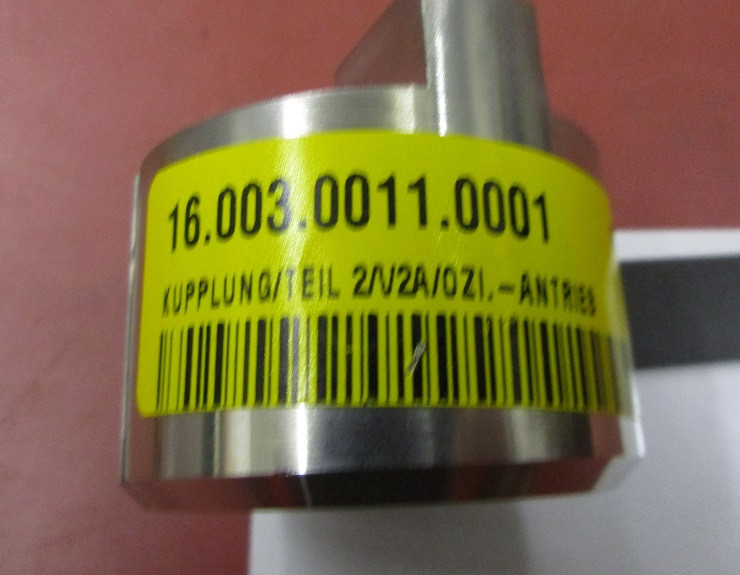 16.003.0011.0001
KUPPLUNG/TEIL 2/V2A/OZI.-ANTRIEB